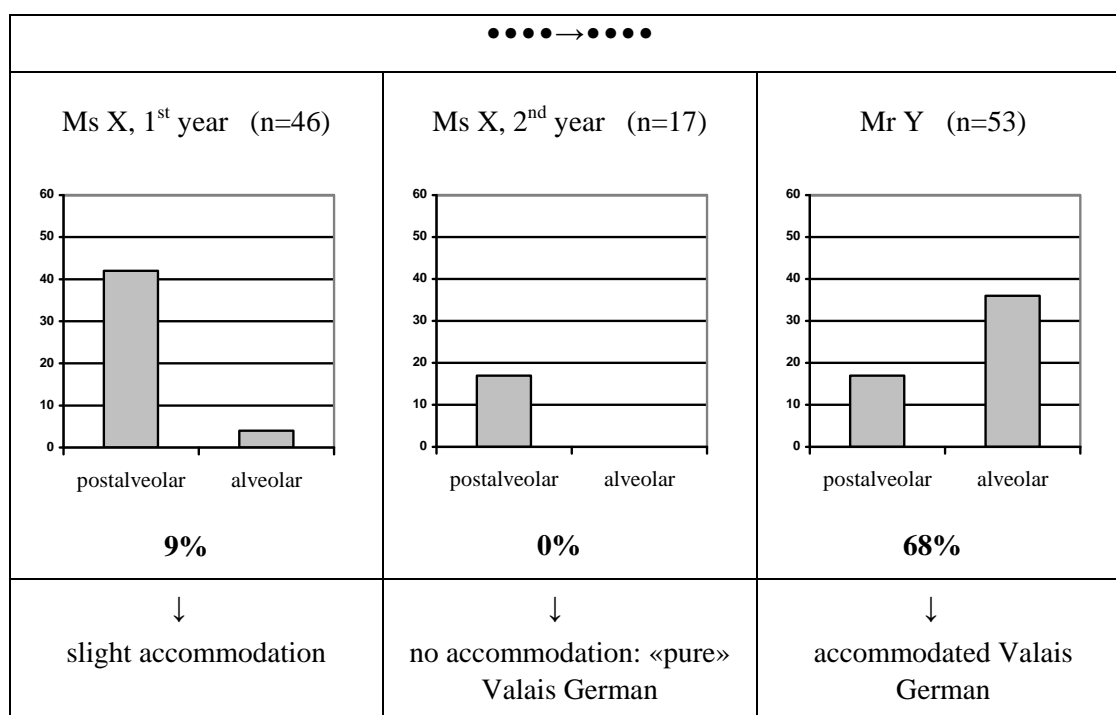 ●●●●→●●●●
Ms X, 1st year (n=46)
60
50
40
30
20
10
0
postalveolar alveolar
9%
↓
slight accommodation
Ms X, 2nd year (n=17)
60
50
40
30
20
10
0
postalveolar alveolar
0%
↓
no accommodation: «pure»
Valais German
Mr Y (n=53)
60
50
40
30
20
10
0
postalveolar alveolar
68%
↓
accommodated Valais
German